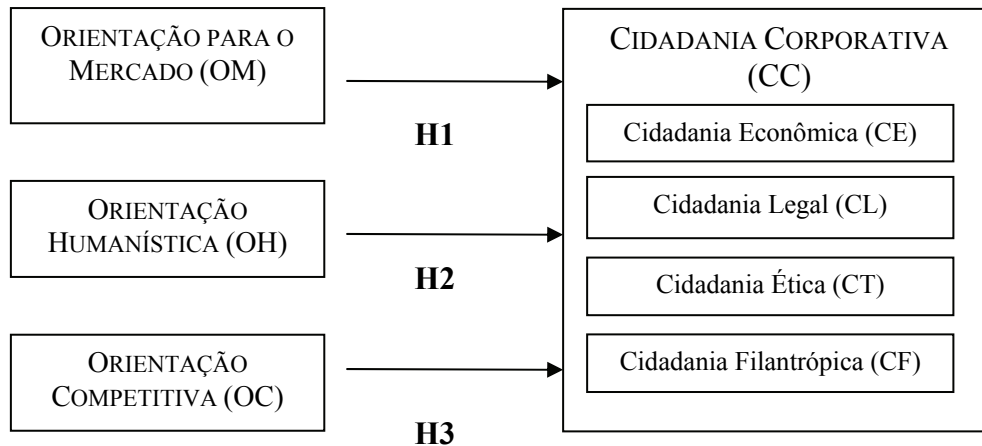 ORIENTAÇÃO PARA O
MERCADO (OM)
H1
ORIENTAÇÃO
HUMANÍSTICA (OH)
H2
ORIENTAÇÃO
COMPETITIVA (OC)
H3
CIDADANIA CORPORATIVA
(CC)
Cidadania Econômica (CE)
Cidadania Legal (CL)
Cidadania Ética (CT)
Cidadania Filantrópica (CF)